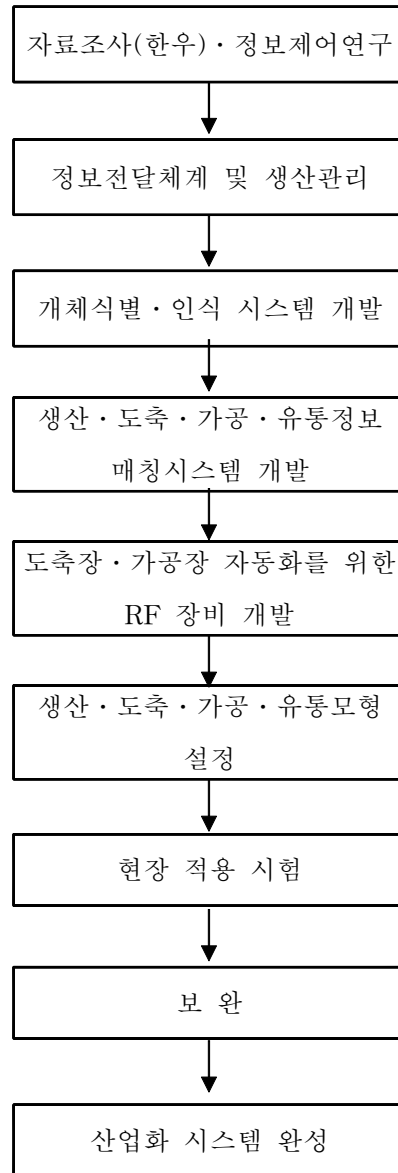 자료조사(한우)·정보제어연구
정보전달체계 및 생산관리
개체식별·인식 시스템 개발
생산·도축·가공·유통정보
매칭시스템 개발
도축장·가공장 자동화를 위한
RF 장비 개발
생산·도축·가공·유통모형
설정
현장 적용 시험
보 완
산업화 시스템 완성